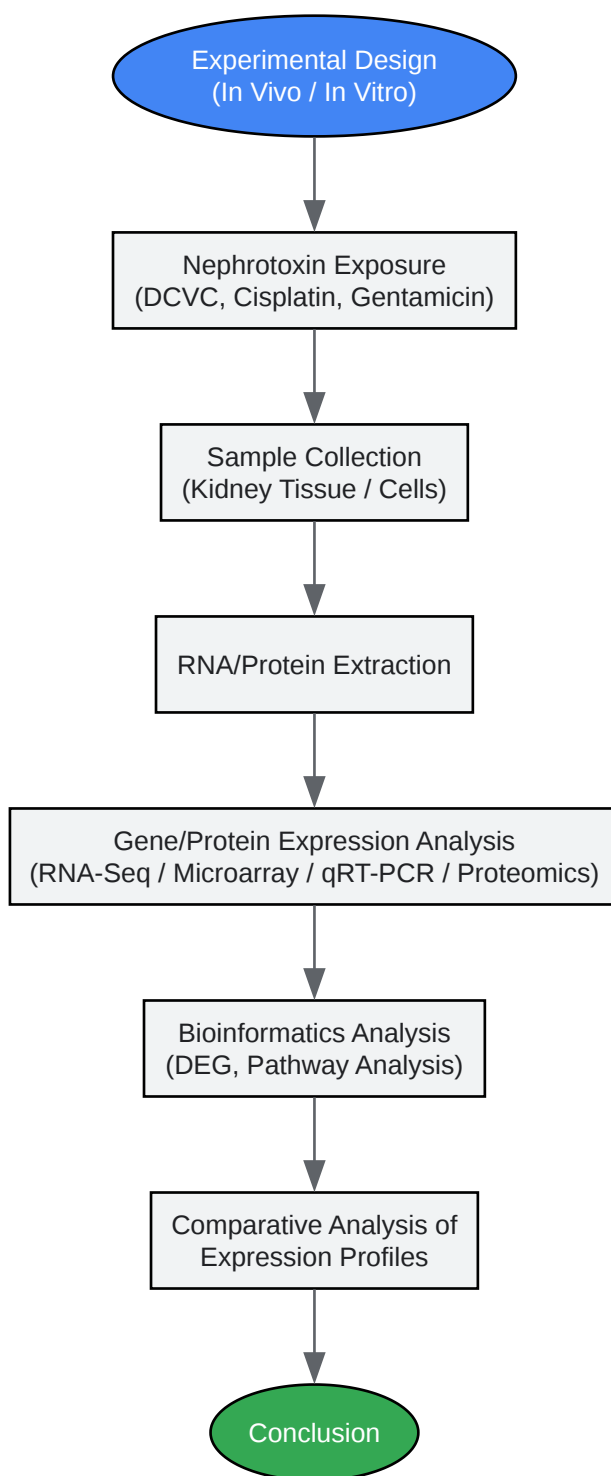 Experimental Design
(In Vivo / In Vitro)
Nephrotoxin Exposure
(DCVC, Cisplatin, Gentamicin)
Sample Collection
(Kidney Tissue / Cells)
RNA/Protein Extraction
Gene/Protein Expression Analysis
(RNA-Seq / Microarray / qRT-PCR / Proteomics)
Bioinformatics Analysis
(DEG, Pathway Analysis)
Comparative Analysis of
Expression Profiles
Conclusion